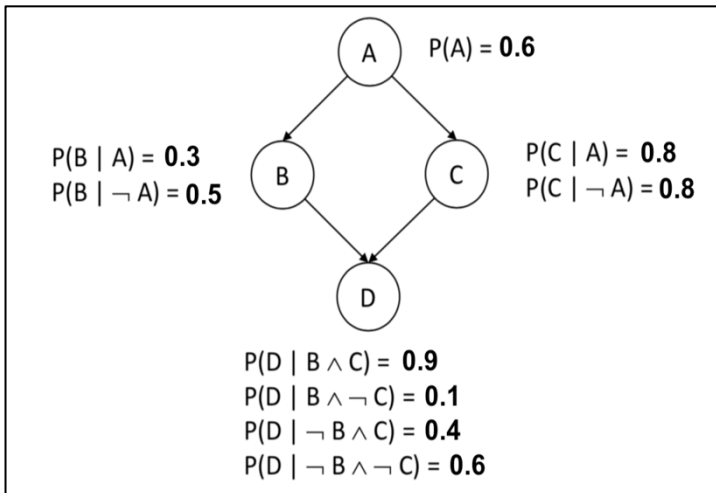 A
P(A) = 0.6
P(B | A) = 0.3
P(B | ¬ A) = 0.5
B
C
P(C | A) = 0.8
P(C | ¬ A) = 0.8
D
P(D | B ∧ C) = 0.9
P(D | B ∧ ¬ C) = 0.1
P(D | ¬ B ∧ C) = 0.4
P(D | ¬ B ∧ ¬ C) = 0.6